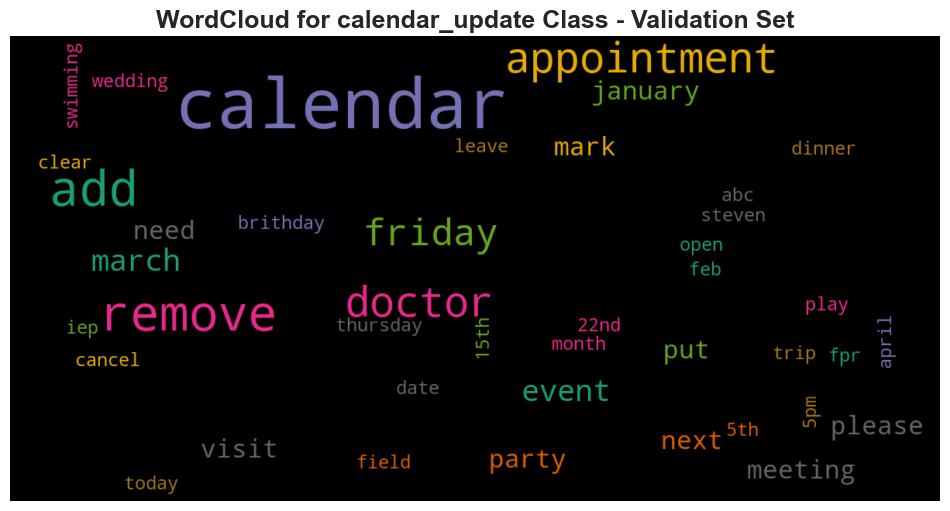 WordCloud for calendar_update Class - Validation Set
swimming
wedding
calendar
appointment
january
leave
mark
dinner
clear
add
abc
steven
need
brithday
friday
open
march
feb
remove
doctor
play
iep
thursday
15th
22nd
month
april
cancel
put
trip
fpr
date
event
5pm
visit
please
next
5th
field
party
meeting
today